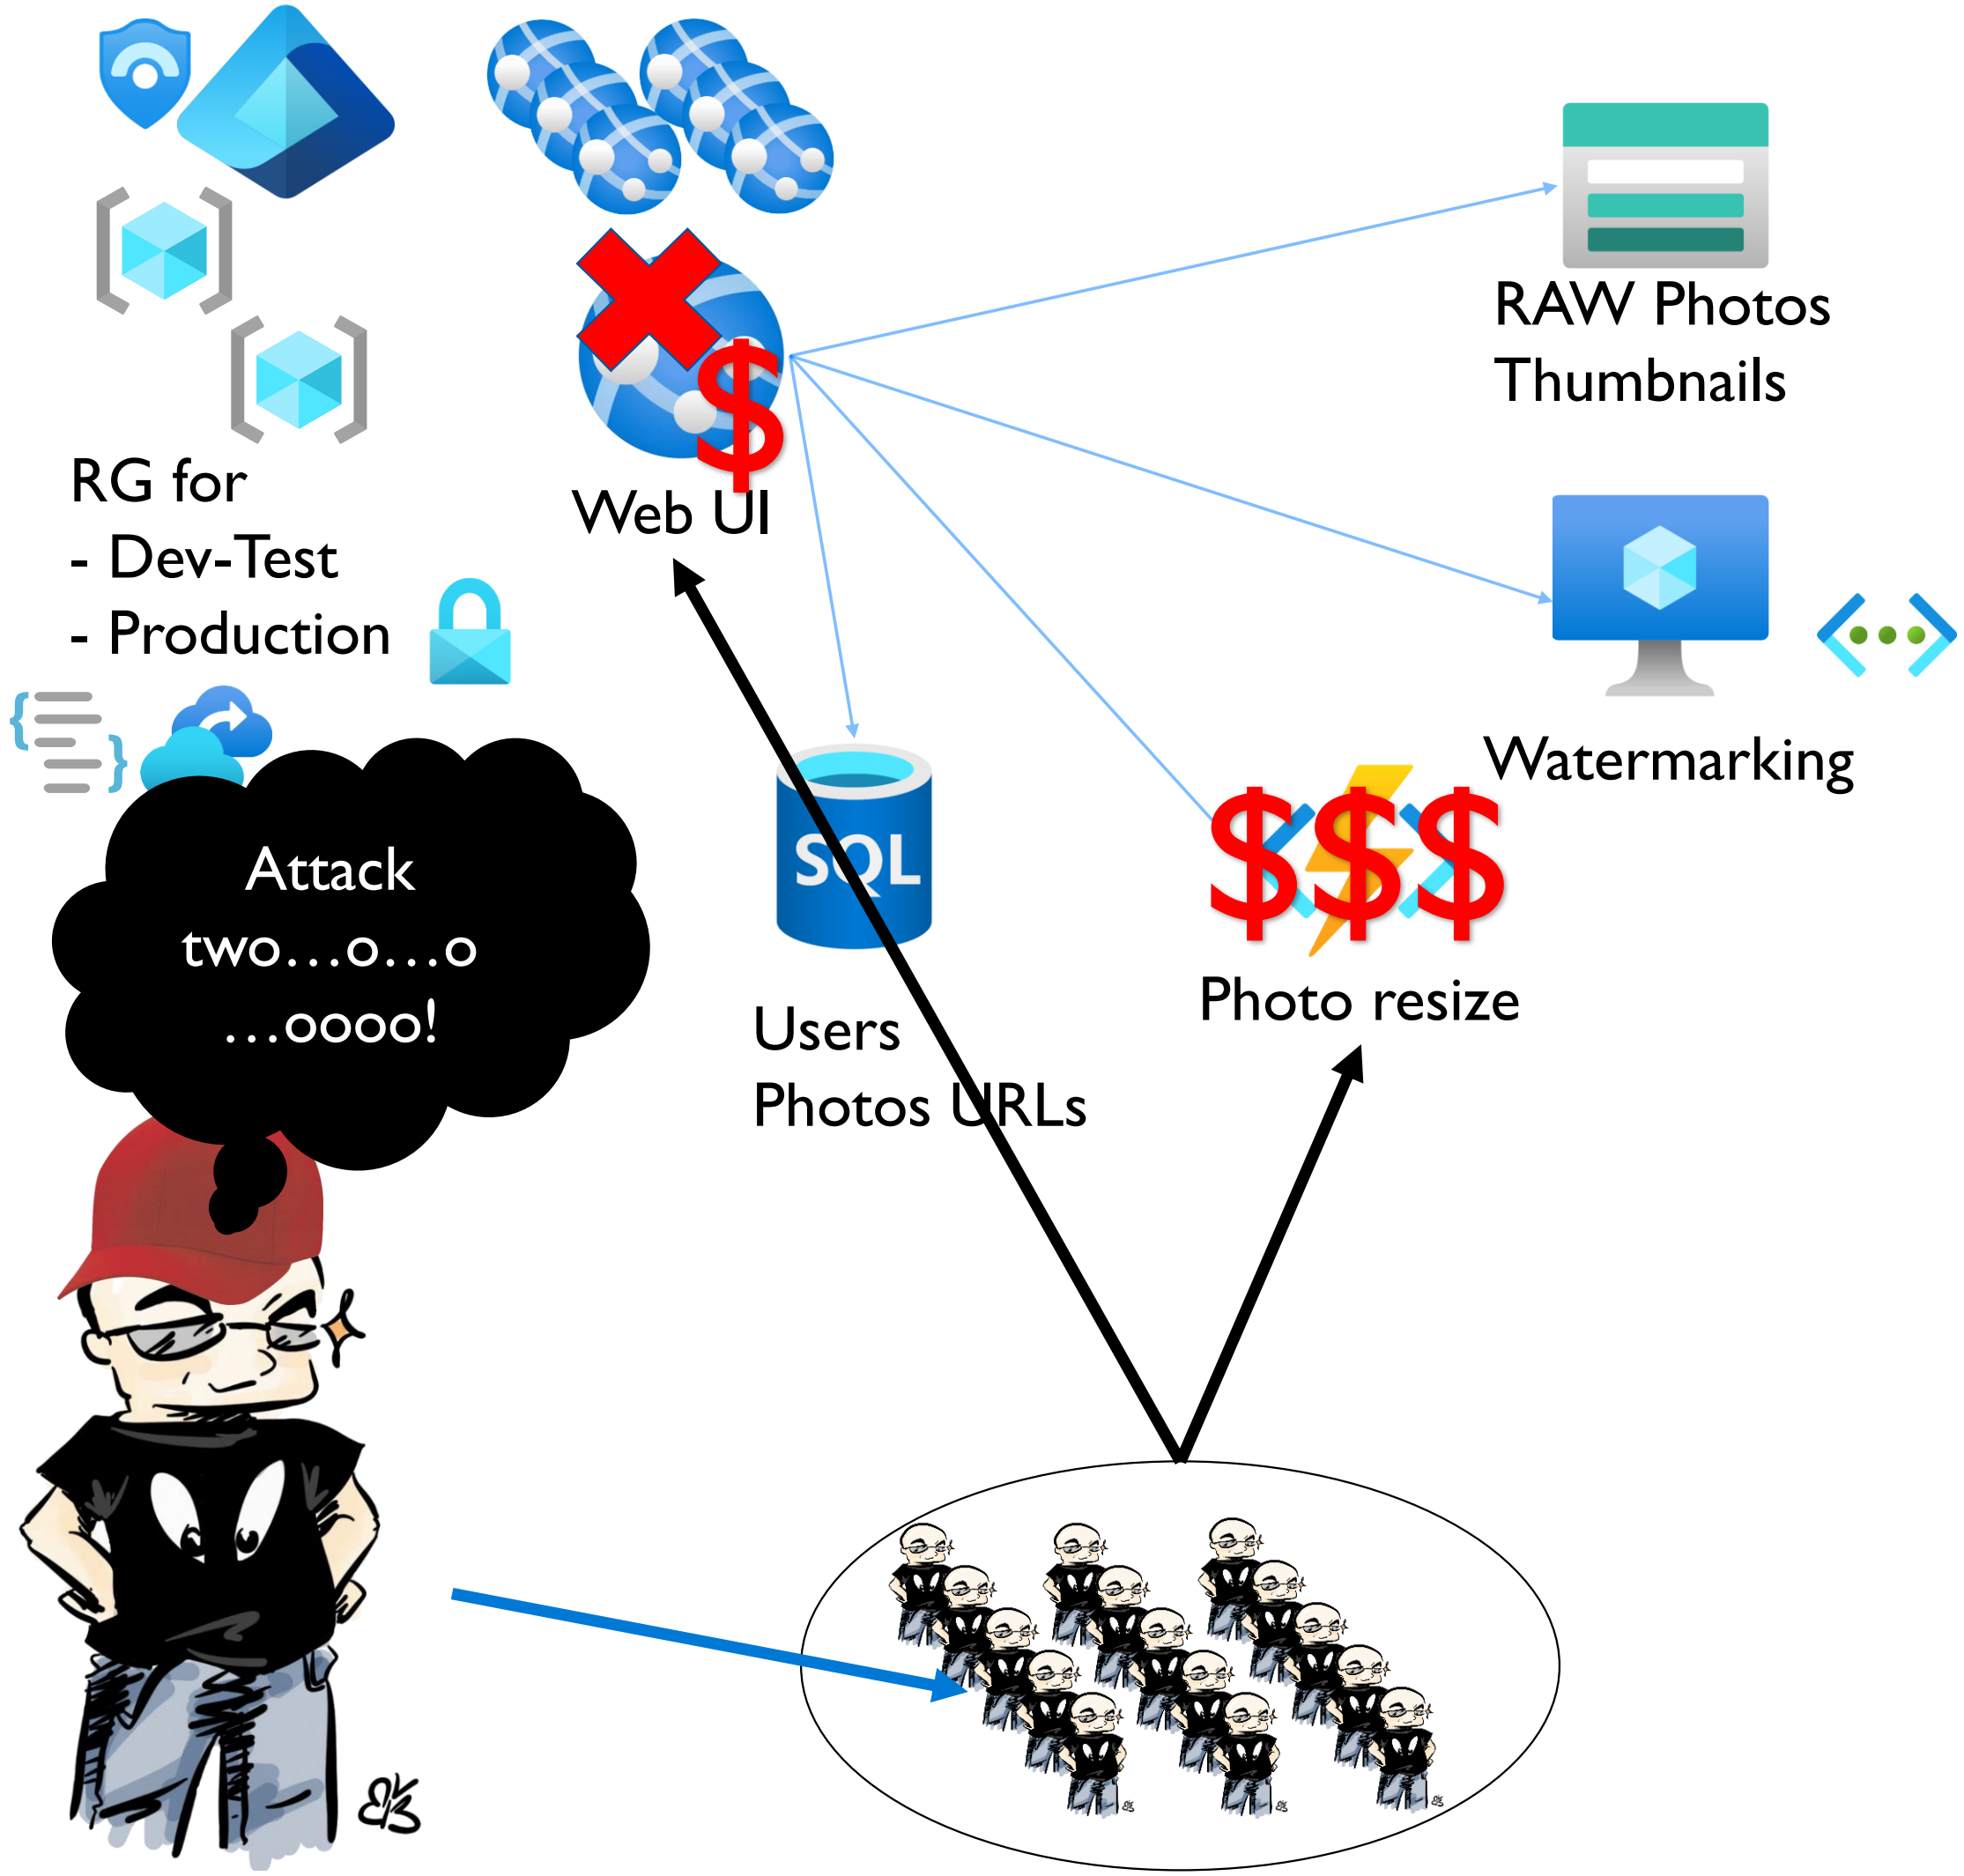 RAW Photos
Thumbnails
RG for
- Dev-Test
- Production
$
Web UI
Watermarking
SQL
$$$
Photo resize
Attack
two...o...o
...oooo!
Users
Photos URLs